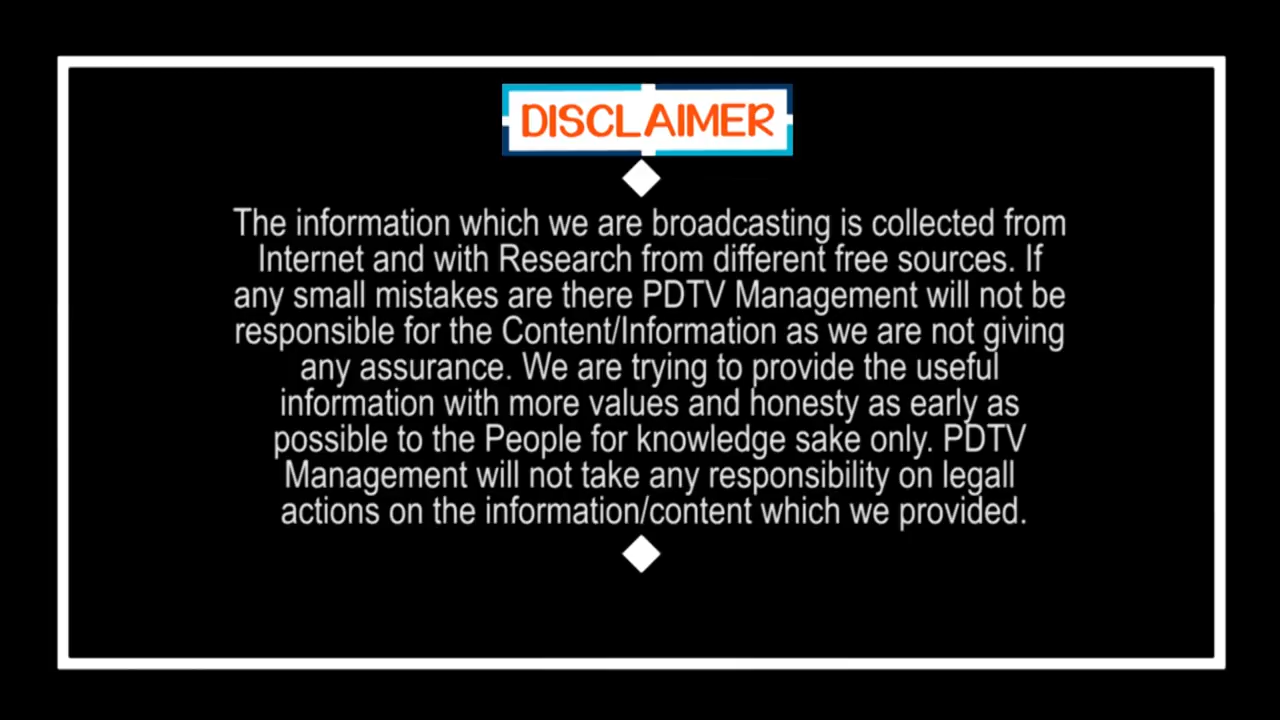 DISCLAIMER
The information which we are broadcasting is collected from
Internet and with Research from different free sources. If
any small mistakes are there PDTV Management will not be
responsible for the Content/Information as we are not giving
any assurance. We are trying to provide the useful
information with more values and honesty as early as
possible to the People for knowledge sake only. PDTV
Management will not take any responsibility on legall
actions on the information/content which we provided.